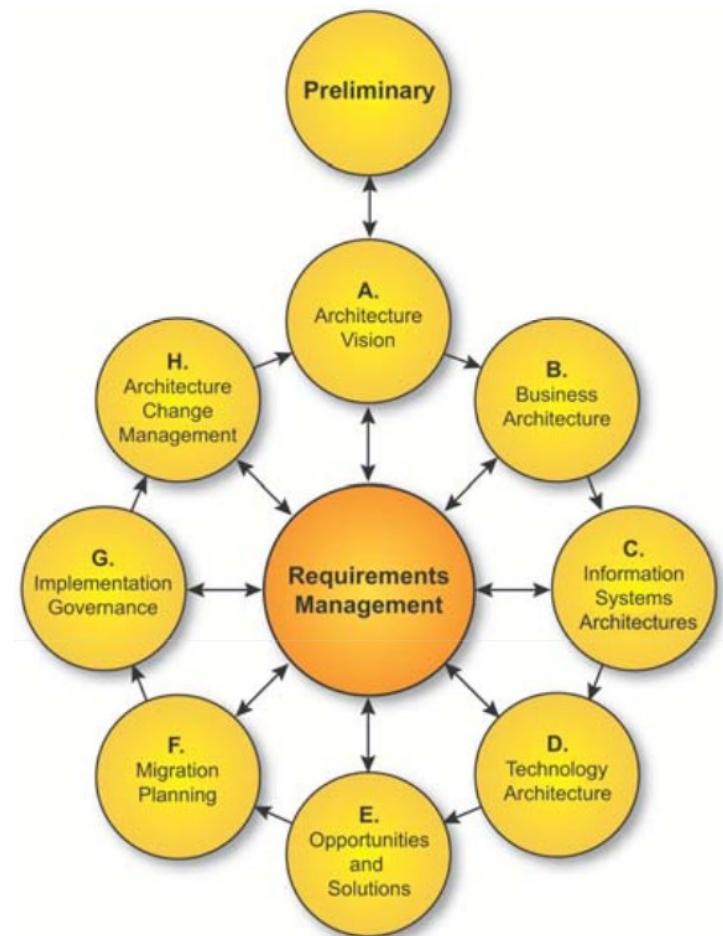 Preliminary
A.
Architecture
Vision
B.
Business
Architecture
C.
Information
Systems
Architectures
D.
Technology
Architecture
E.
Opportunities
and
Solutions
F.
Migration
Planning
G.
Implementation
Governance
H.
Architecture
Change
Management
Requirements
Management